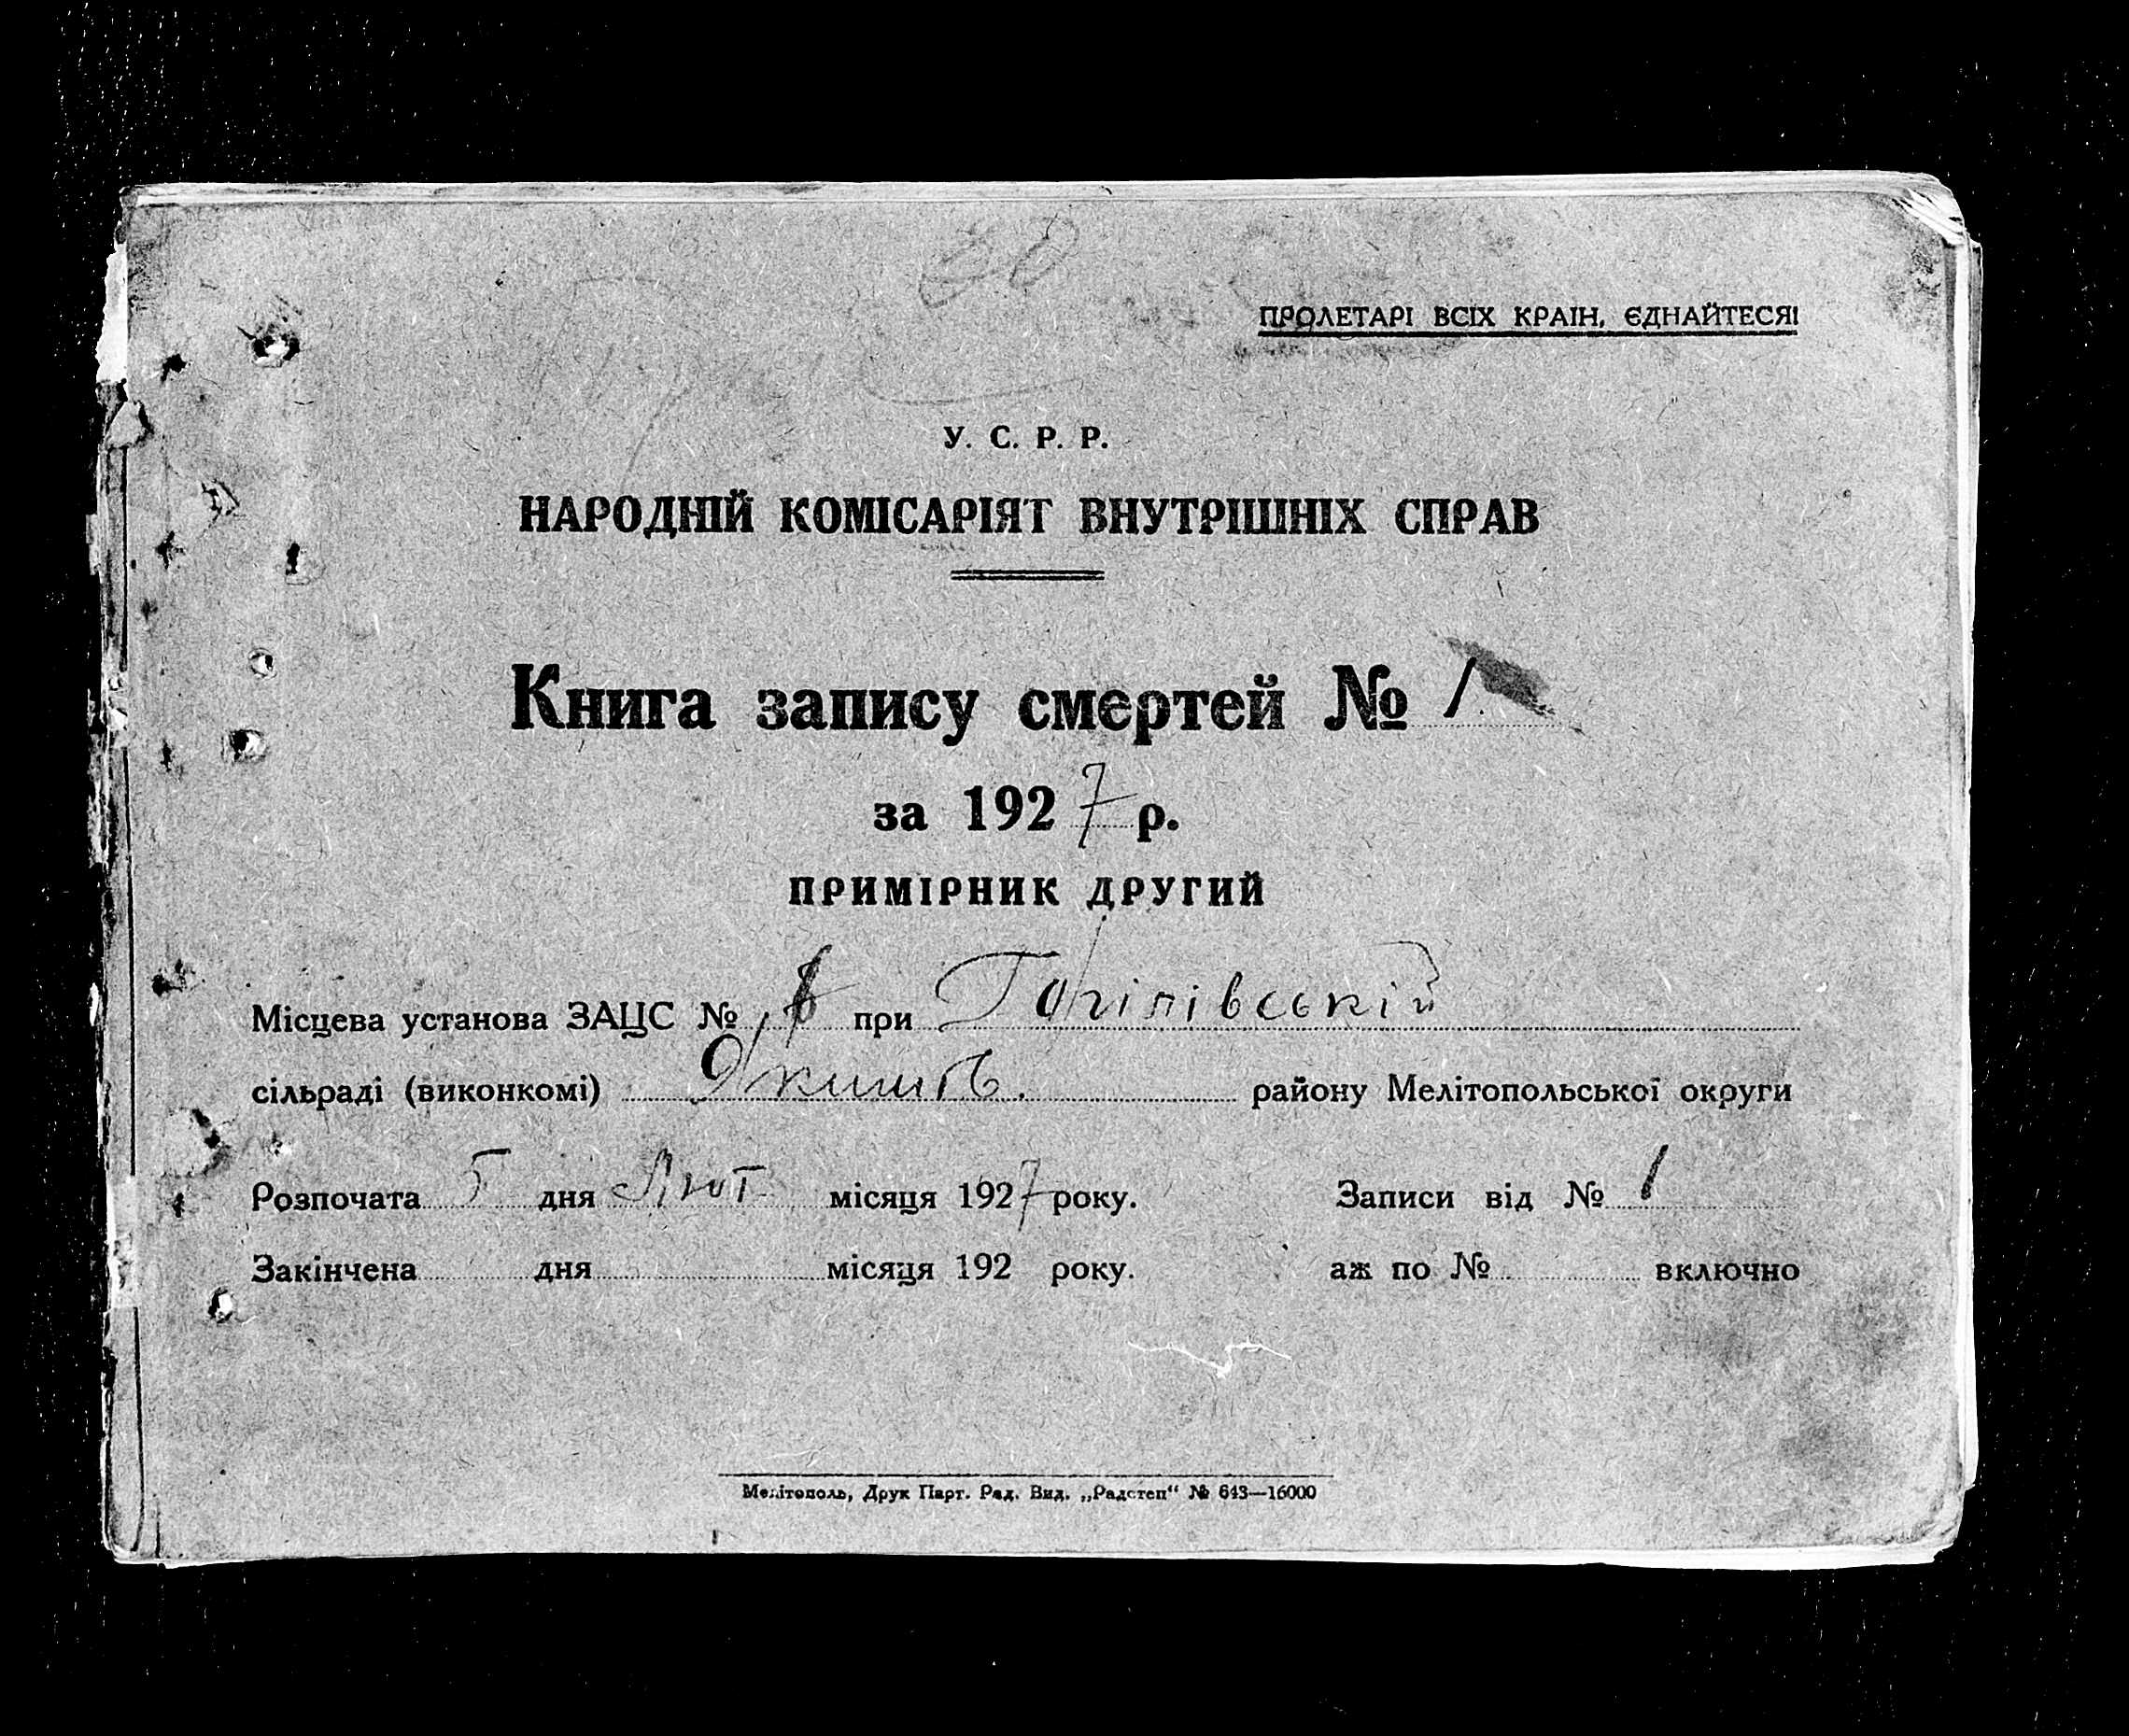 ПРОЛЕТАРІ ВСІХ КРАІН, ЄДНАЙТЕСЯ!
У. С. Р. Р.
НАРОДНІЙ КОМІСАРІЯТ ВНУТРІШНІХ СПРАВ
Книга запису смертей № 1
за 1927 р.
ПРИМІРНИК ДРУГИЙ
Місцева установа ЗАЦС № при
сільраді (виконкомі) району Мелітопольської округи
Розпочата 5 дня Лют місяця 1927 року. Записи від № 1
Закінчена дня місяця 192 року. аж по № включно
Мелітополь, Друк Парт. Рад. Вид. „Радстеп“ № 643—16000